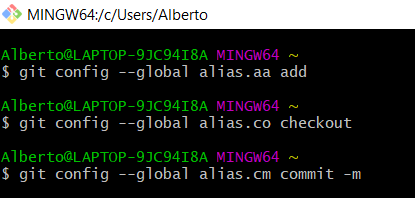 MINGW64:/c/Users/Alberto
Alberto@LAPTOP-9JC94I8A MINGW64 ~
$ git config --global alias.aa add
Alberto@LAPTOP-9JC94I8A MINGW64 ~
$ git config --global alias.co checkout
Alberto@LAPTOP-9JC94I8A MINGW64 ~
$ git config --global alias.cm commit -m